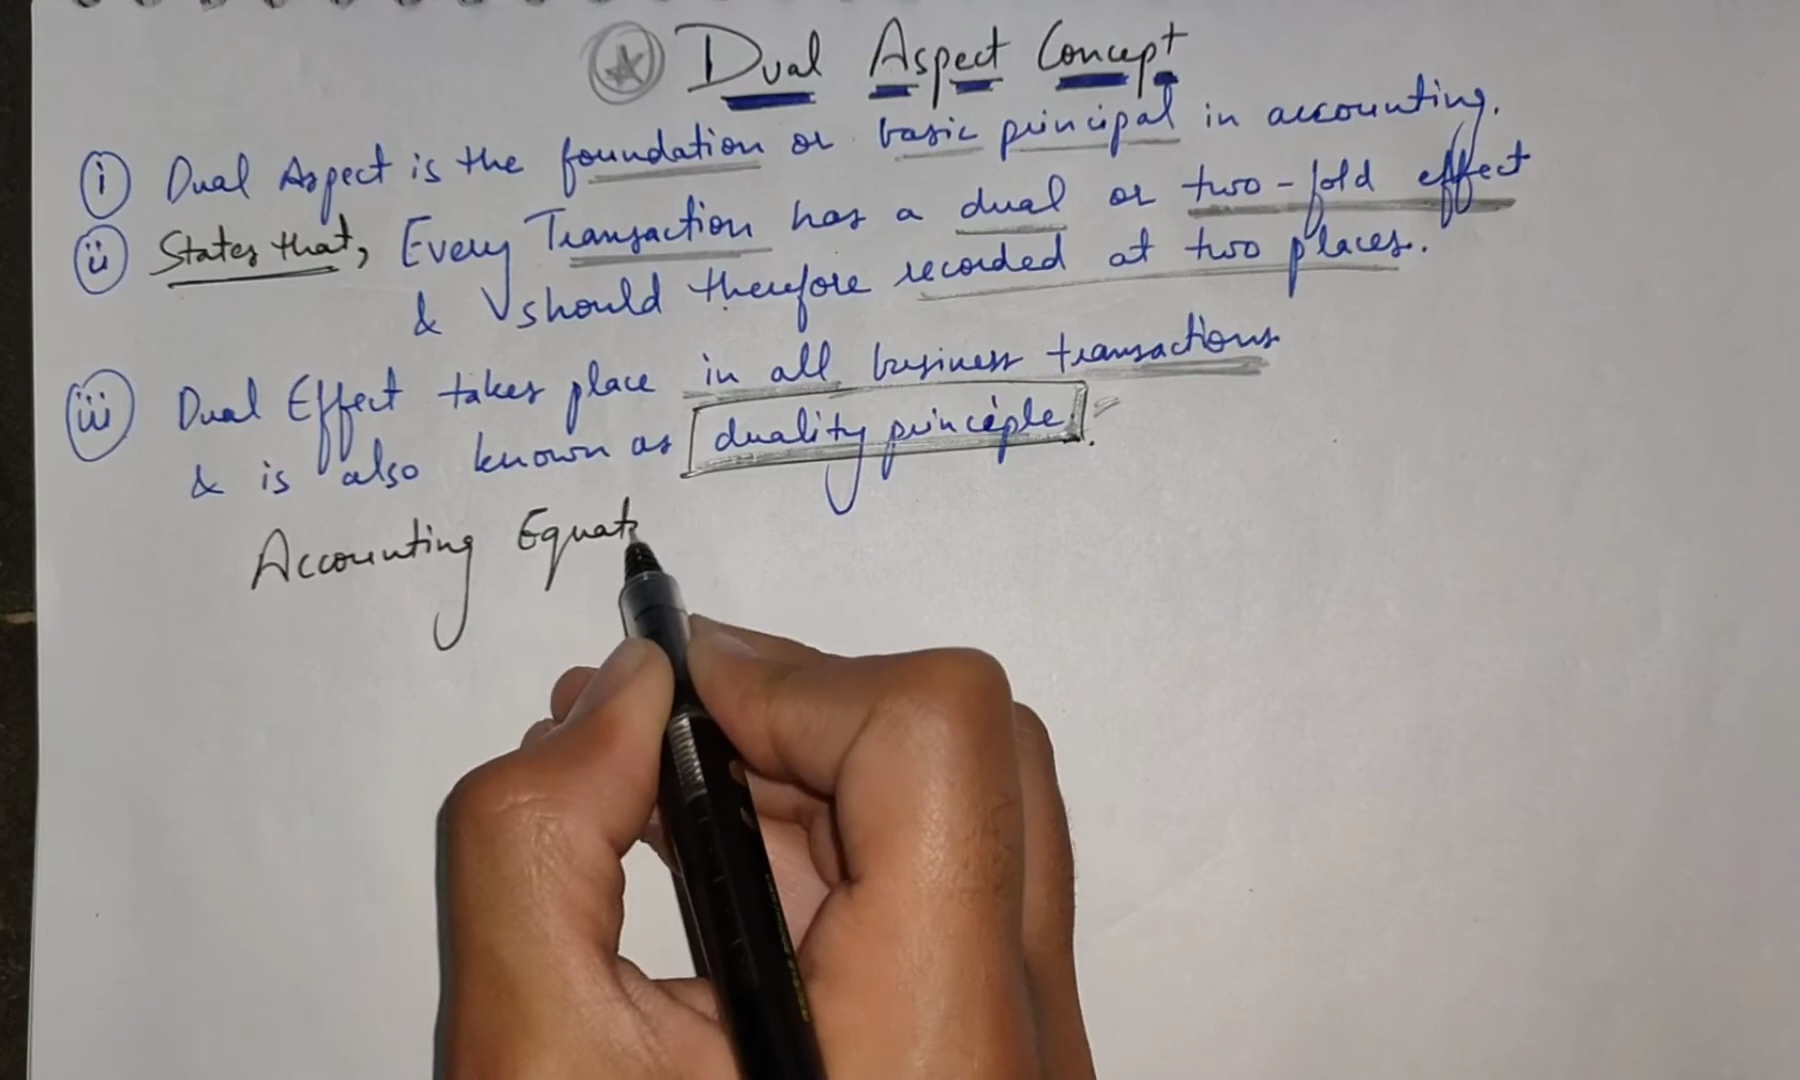 Dual Aspect Concept
i Dual Aspect is the foundation or basic principal in accounting.
ii States that, Every Transaction has a dual or two-fold effect
& should therefore recorded at two places.
iii Dual Effect takes place in all business transactions
& is also known as duality principle.
Accounting Equat